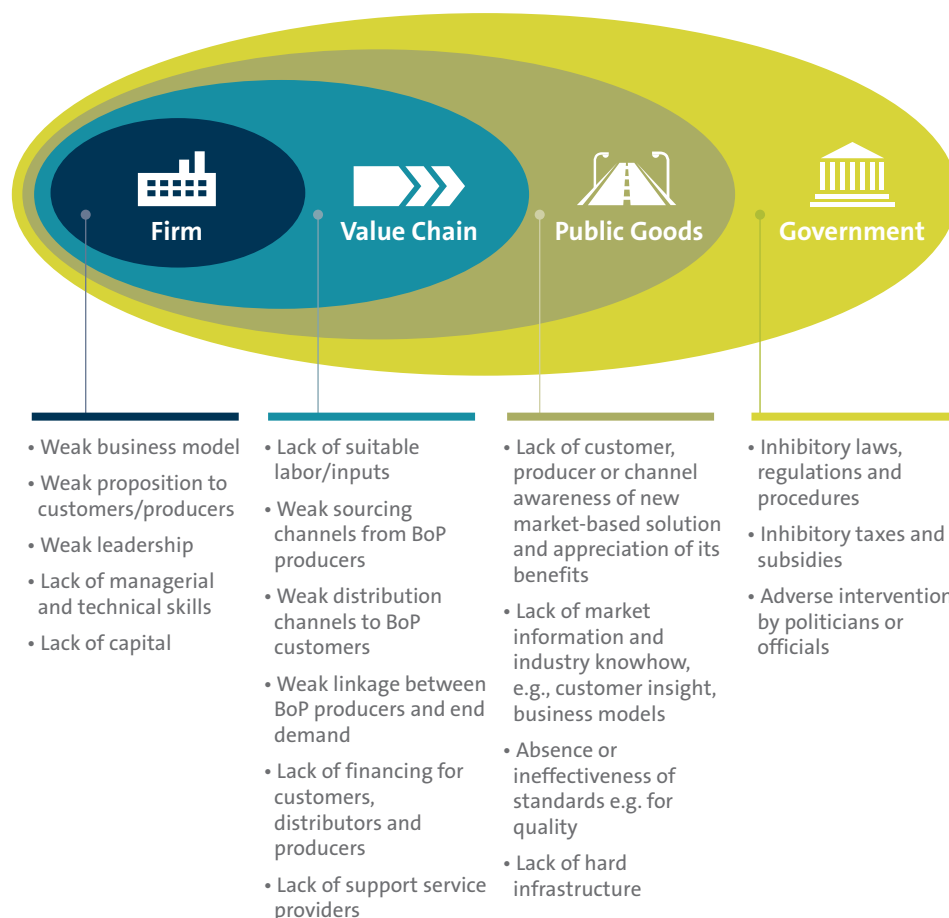 Firm
Value Chain
Public Goods
Government
• Weak business model
• Weak proposition to
customers/producers
• Weak leadership
• Lack of managerial
and technical skills
• Lack of capital
• Lack of suitable
labor/inputs
• Weak sourcing
channels from BoP
producers
• Weak distribution
channels to BoP
customers
• Weak linkage between
BoP producers and end
demand
• Lack of financing for
customers,
distributors and
producers
• Lack of support service
providers
• Lack of customer,
producer or channel
awareness of new
market-based solution
and appreciation of its
benefits
• Lack of market
information and
industry knowhow,
e.g., customer insight,
business models
• Absence or
ineffectiveness of
standards e.g. for
quality
• Lack of hard
infrastructure
• Inhibitory laws,
regulations and
procedures
• Inhibitory taxes and
subsidies
• Adverse intervention
by politicians or
officials